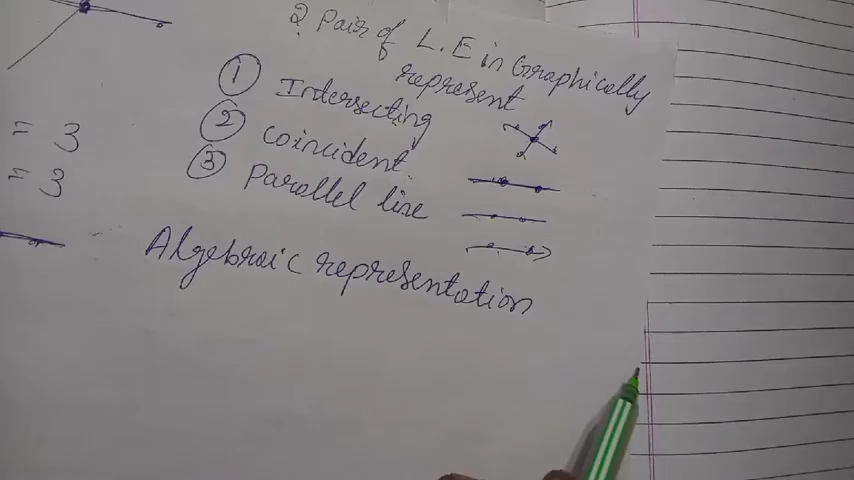 2 Pair of L.E in Graphically
represent
① Intersecting
② Coincident
③ Parallel line
" 3
" 3
Algebraic representation